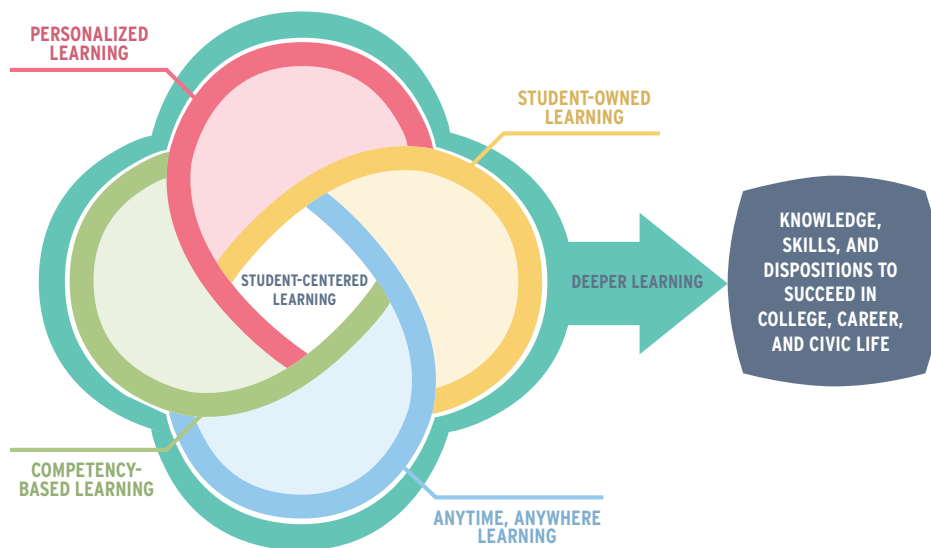 PERSONALIZED
LEARNING
STUDENT-OWNED
LEARNING
STUDENT-CENTERED
LEARNING
DEEPER LEARNING
KNOWLEDGE,
SKILLS, AND
DISPOSITIONS TO
SUCCEED IN
COLLEGE, CAREER,
AND CIVIC LIFE
COMPETENCY-
BASED LEARNING
ANYTIME, ANYWHERE
LEARNING